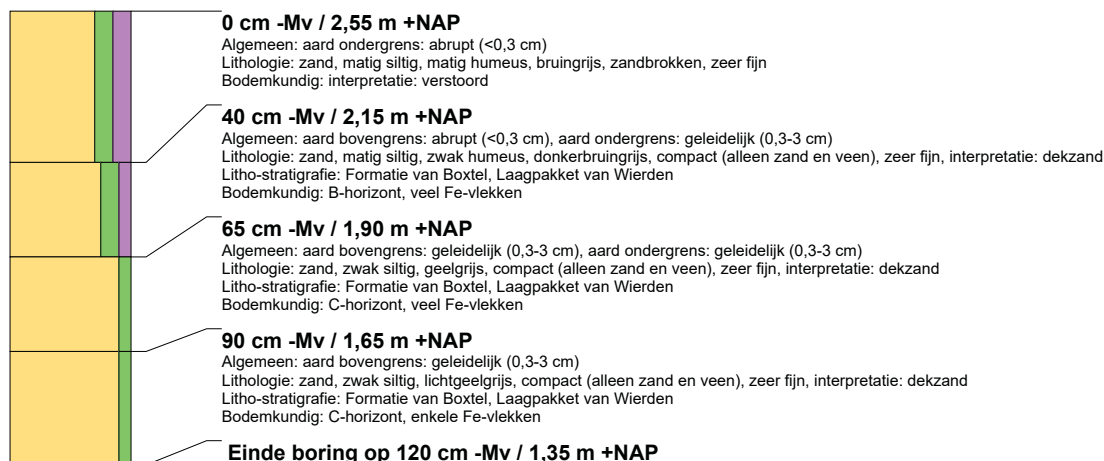 0 cm -Mv / 2,55 m +NAP
Algemeen: aard ondergrens: abrupt (<0,3 cm)
Lithologie: zand, matig siltig, matig humeus, bruingrijs, zandbrokken, zeer fijn
Bodemkundig: interpretatie: verstoord
40 cm -Mv / 2,15 m +NAP
Algemeen: aard bovengrens: abrupt (<0,3 cm), aard ondergrens: geleidelijk (0,3-3 cm)
Lithologie: zand, matig siltig, zwak humeus, donkerbruingrijs, compact (alleen zand en veen), zeer fijn, interpretatie: dekzand
Litho-stratigrafie: Formatie van Boxtel, Laagpakket van Wierden
Bodemkundig: B-horizont, veel Fe-vlekken
65 cm -Mv / 1,90 m +NAP
Algemeen: aard bovengrens: geleidelijk (0,3-3 cm), aard ondergrens: geleidelijk (0,3-3 cm)
Lithologie: zand, zwak siltig, geelgrijs, compact (alleen zand en veen), zeer fijn, interpretatie: dekzand
Litho-stratigrafie: Formatie van Boxtel, Laagpakket van Wierden
Bodemkundig: C-horizont, veel Fe-vlekken
90 cm -Mv / 1,65 m +NAP
Algemeen: aard bovengrens: geleidelijk (0,3-3 cm)
Lithologie: zand, zwak siltig, lichtgeelgrijs, compact (alleen zand en veen), zeer fijn, interpretatie: dekzand
Litho-stratigrafie: Formatie van Boxtel, Laagpakket van Wierden
Bodemkundig: C-horizont, enkele Fe-vlekken
Einde boring op 120 cm -Mv / 1,35 m +NAP